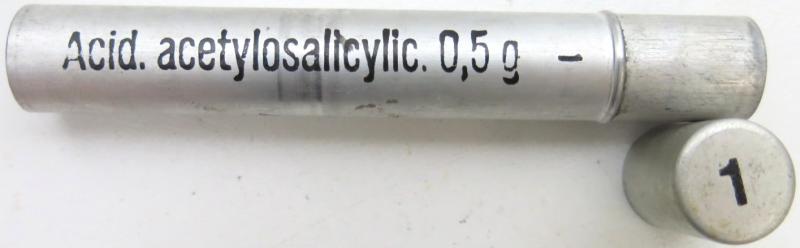 Acid. acetylosalicylic. 0,5 g –
1